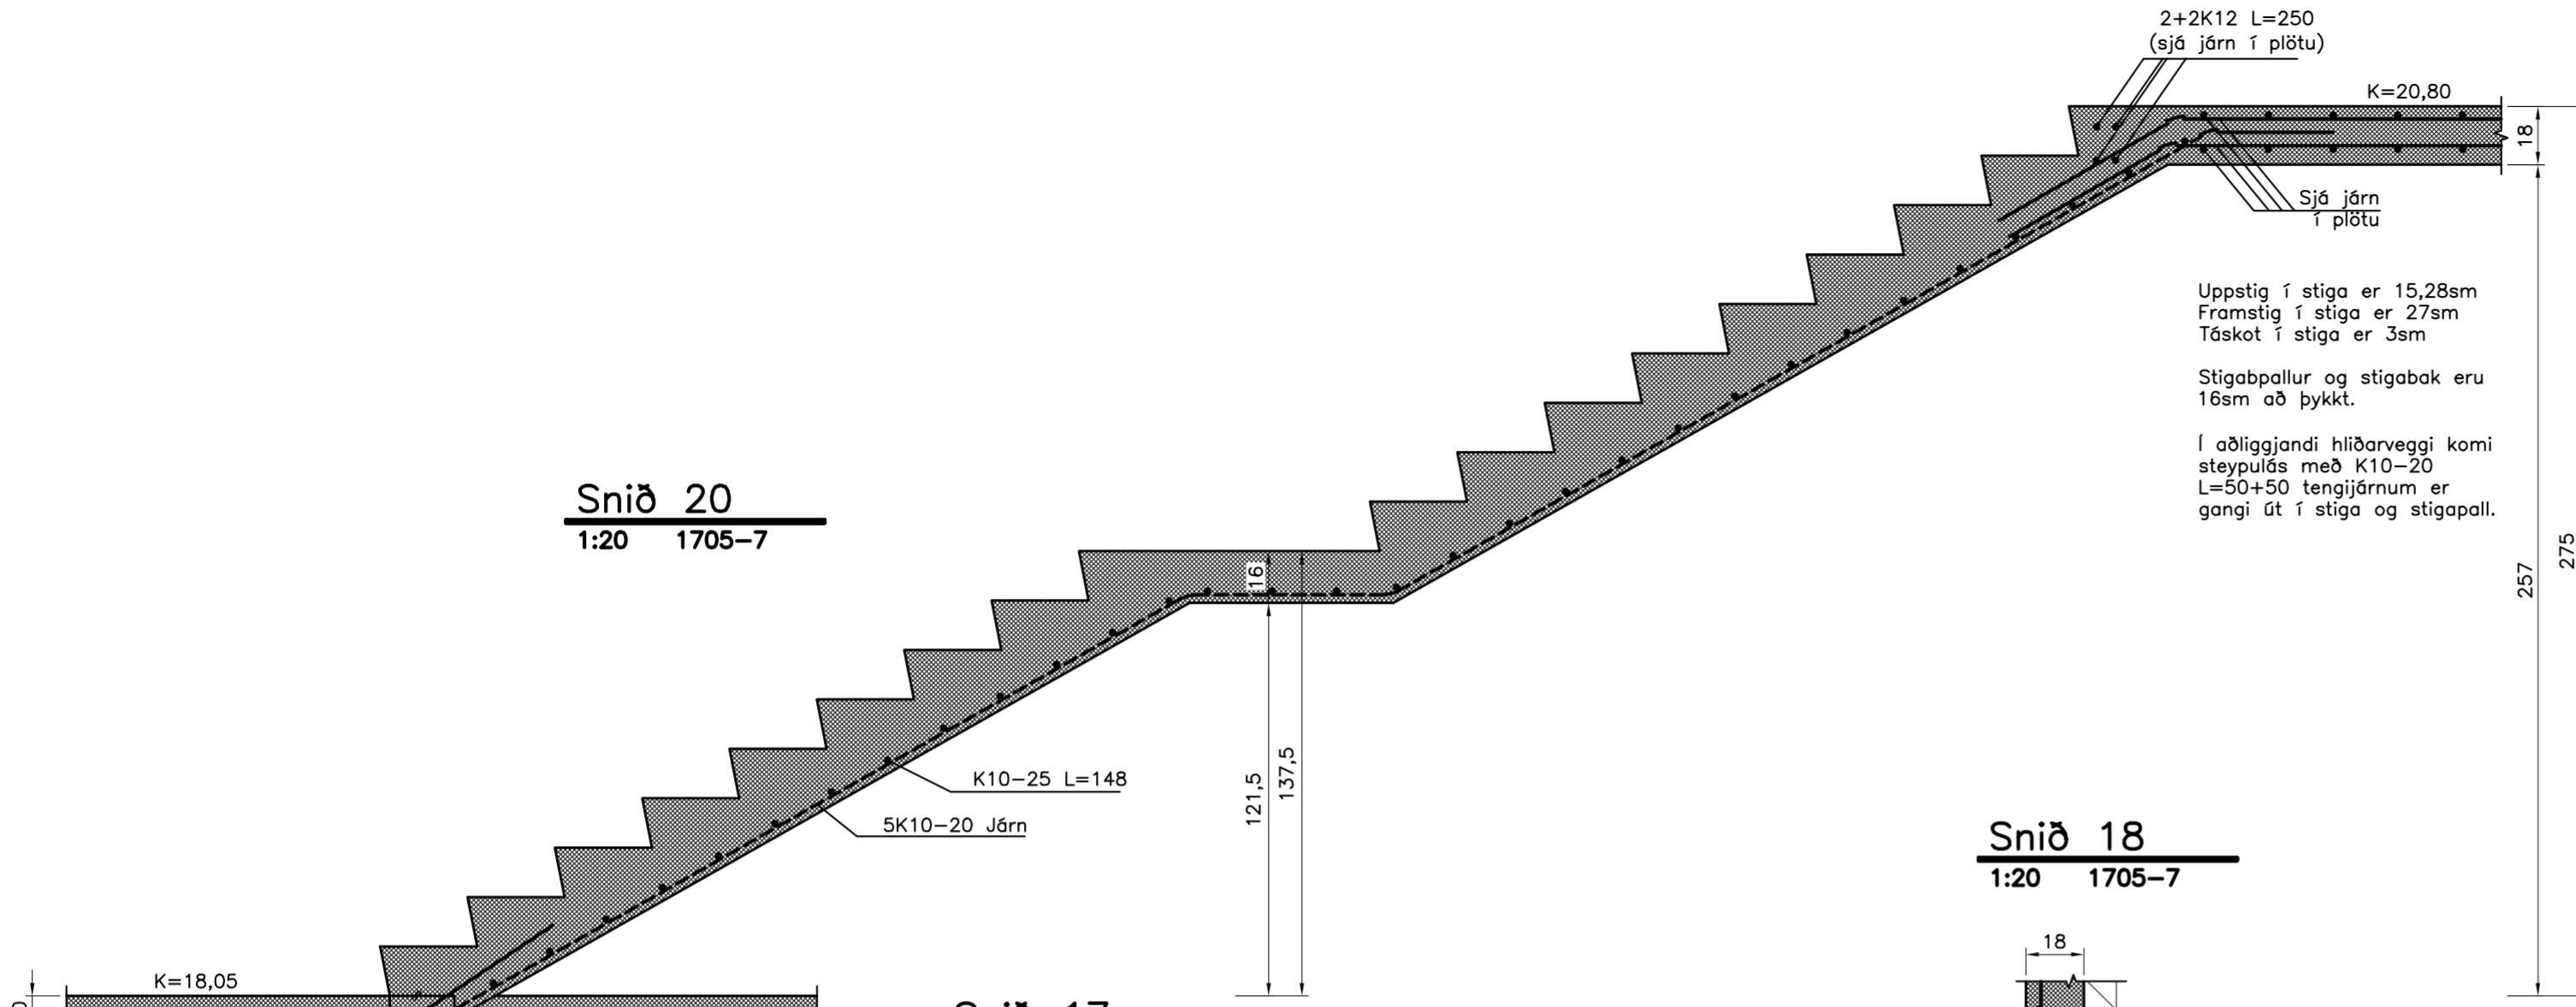 2+2K12 L=250
(sjá járn í plötu)
K=20,80
18
Sjá járn
í plötu
Uppstig í stiga er 15,28sm
Framstig í stiga er 27sm
Táskot í stiga er 3sm
Stigabpallur og stigabak eru
16sm að þykkt.
Í aðliggjandi hliðarveggi komi
steypulás með K10-20
L=50+50 tengijárnum er
gangi út í stiga og stigapall.
Snið 20
1:20 1705-7
16
257
275
121,5
137,5
K10-25 L=148
5K10-20 Járn
Snið 18
1:20 1705-7
18
K=18,05
Snið 17